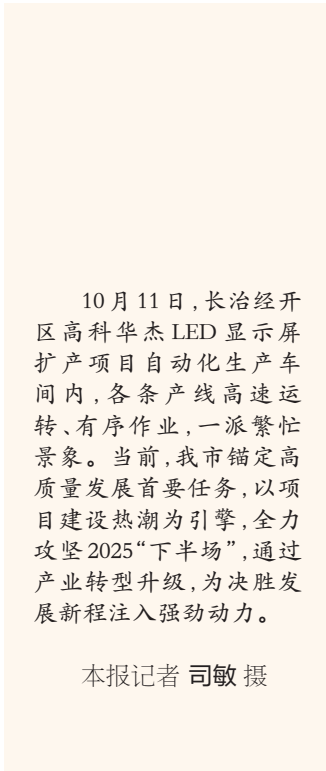 10月11日,长治经开
区高科华杰LED显示屏
扩产项目自动化生产车
间内,各条产线高速运
转、有序作业,一派繁忙
景象。当前,我市锚定高
质量发展首要任务,以项
目建设热潮为引擎,全力
攻坚2025“下半场”,通过
产业转型升级,为决胜发
展新程注入强劲动力。
本报记者 司敏 摄